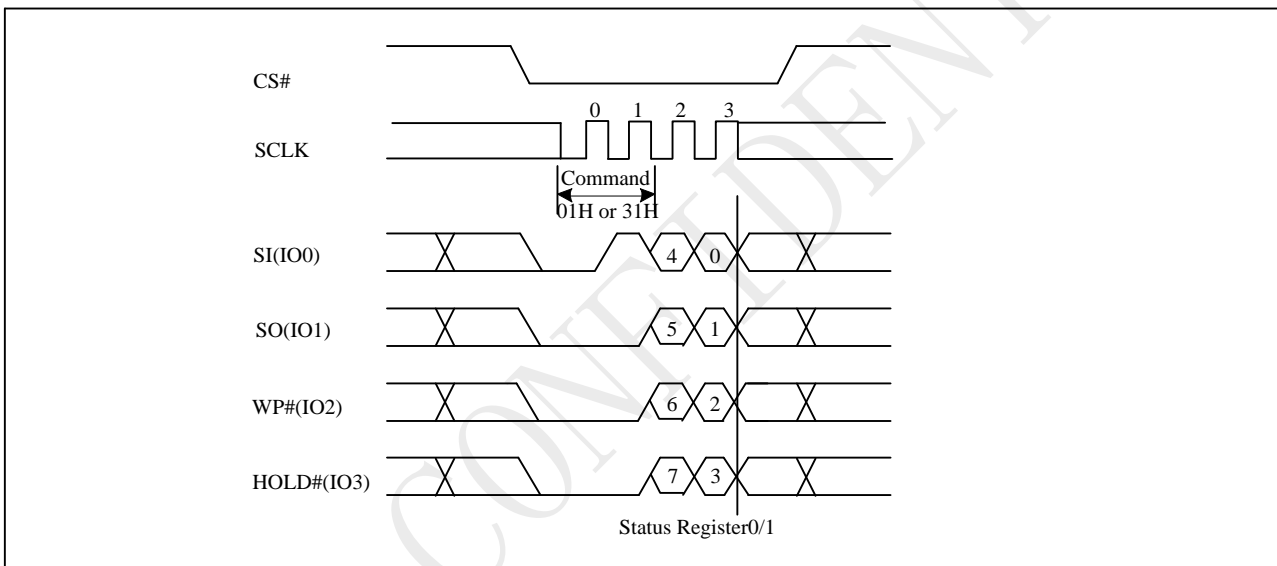 CS#
0 1 2 3
SCLK
Command
01H or 31H
SI(IO0)
4 0
SO(IO1)
5 1
WP#(IO2)
6 2
HOLD#(IO3)
7 3
Status Register0/1
CONFIDENT